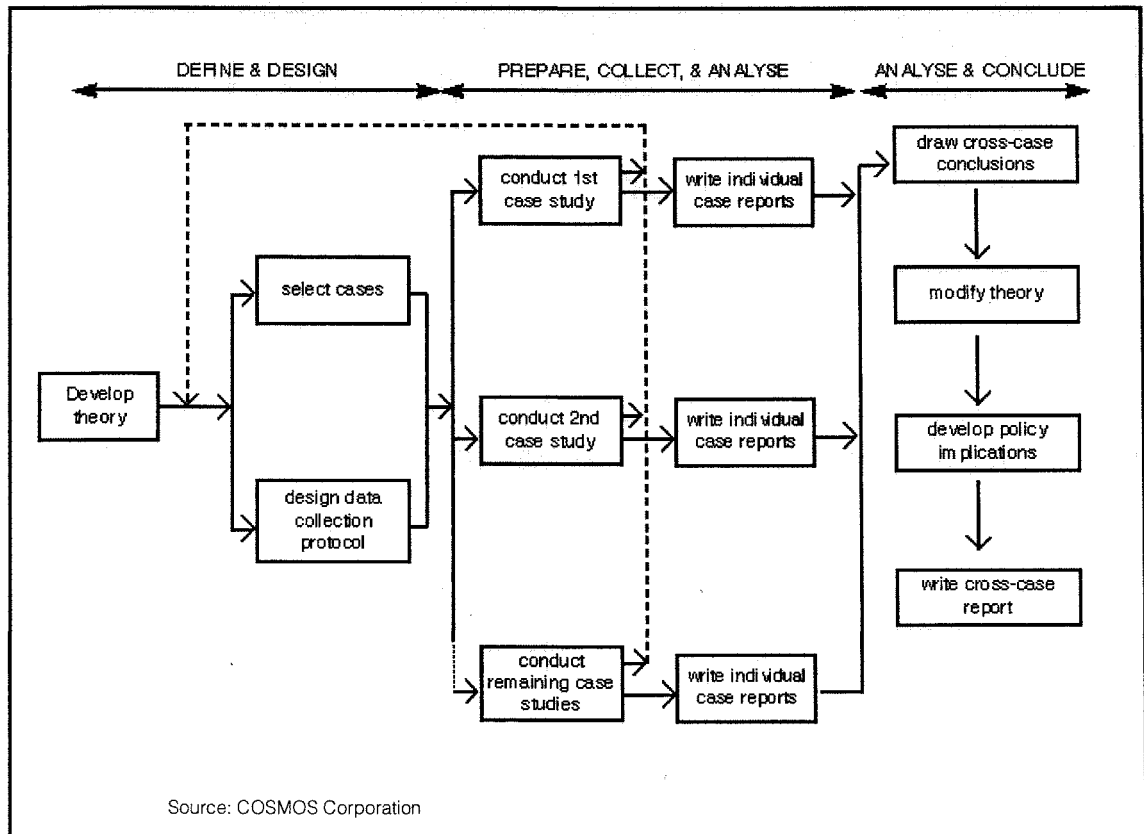 DEFINE & DESIGN
PREPARE, COLLECT, & ANALYSE
ANALYSE & CONCLUDE
Develop
theory
select cases
design data
collection
protocol
conduct 1st
case study
conduct 2nd
case study
conduct
remaining case
studies
write individual
case reports
write individual
case reports
write individual
case reports
draw cross-case
conclusions
modify theory
develop policy
implications
write cross-case
report
Source: COSMOS Corporation